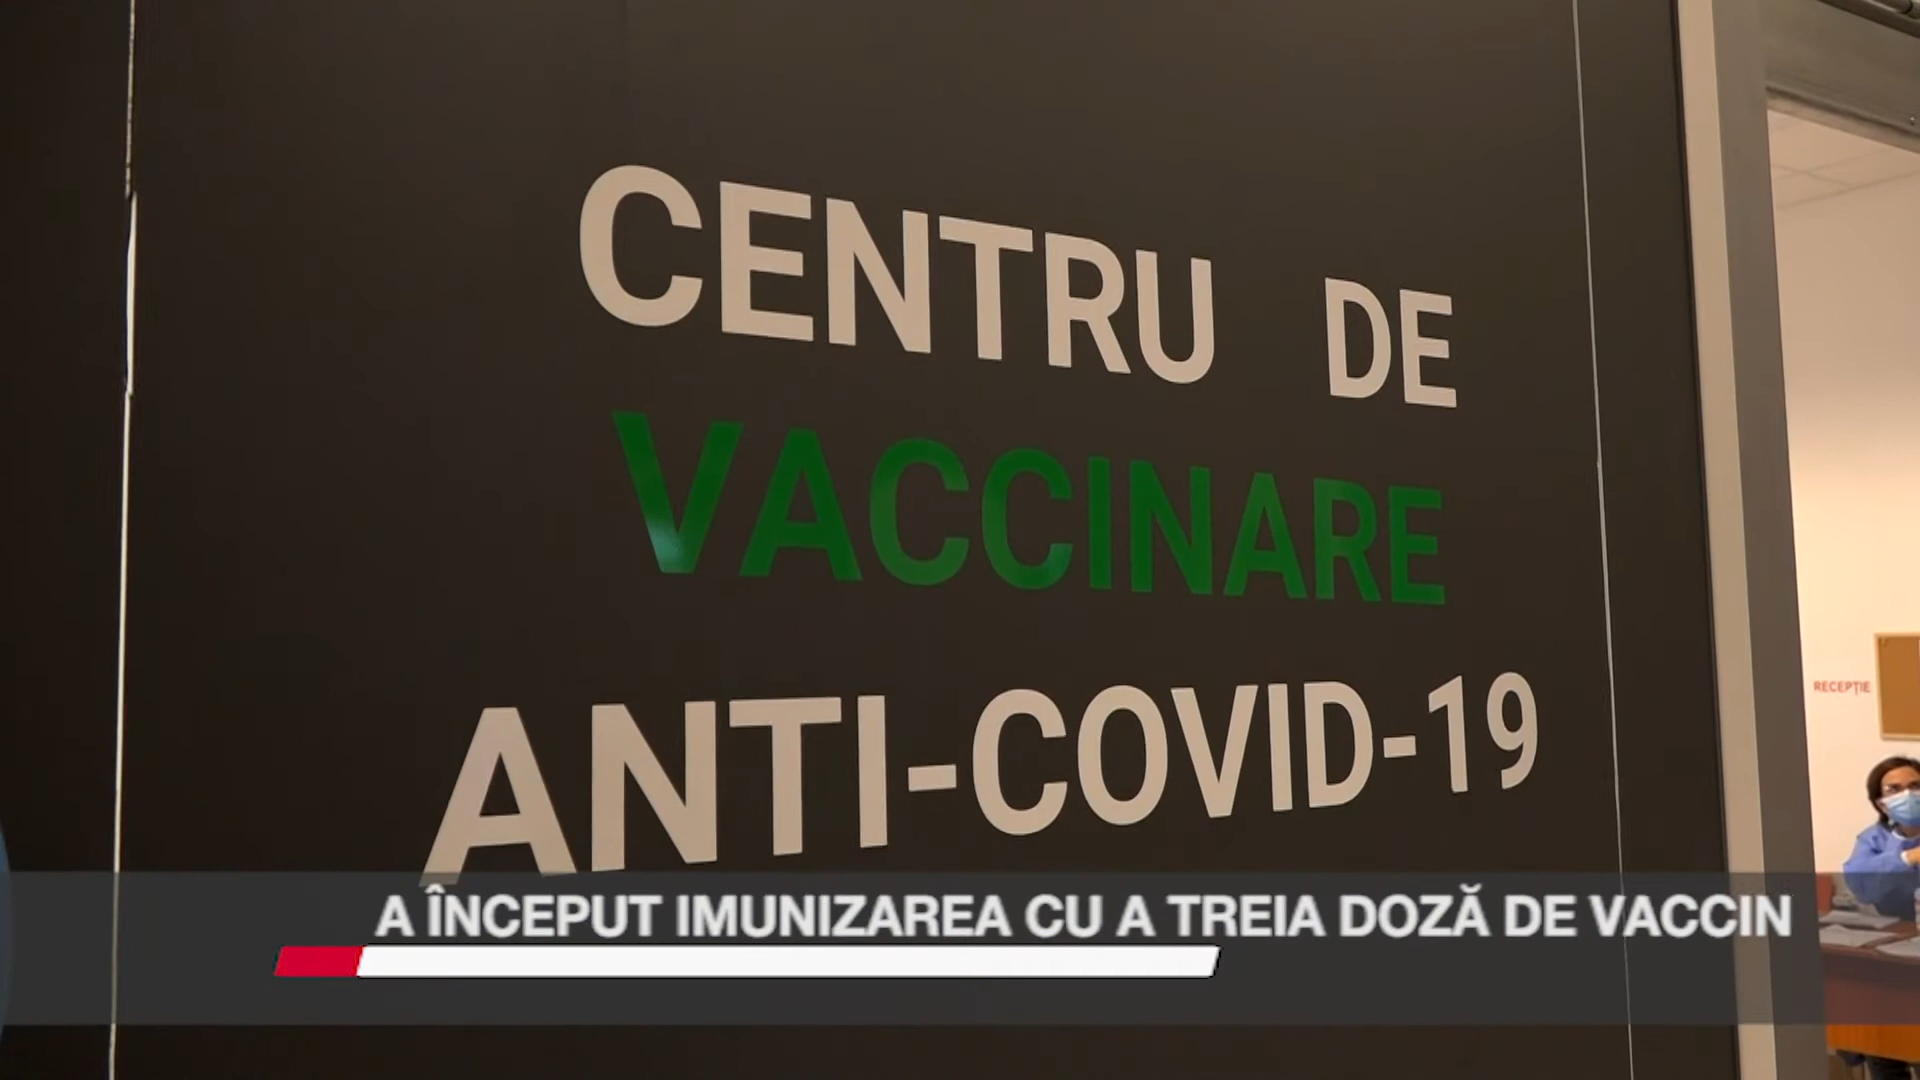 CENTRU DE
VACCINARE
ANTI-COVID-19
RECEPȚIE
A ÎNCEPUT IMUNIZAREA CU A TREIA DOZĂ DE VACCIN